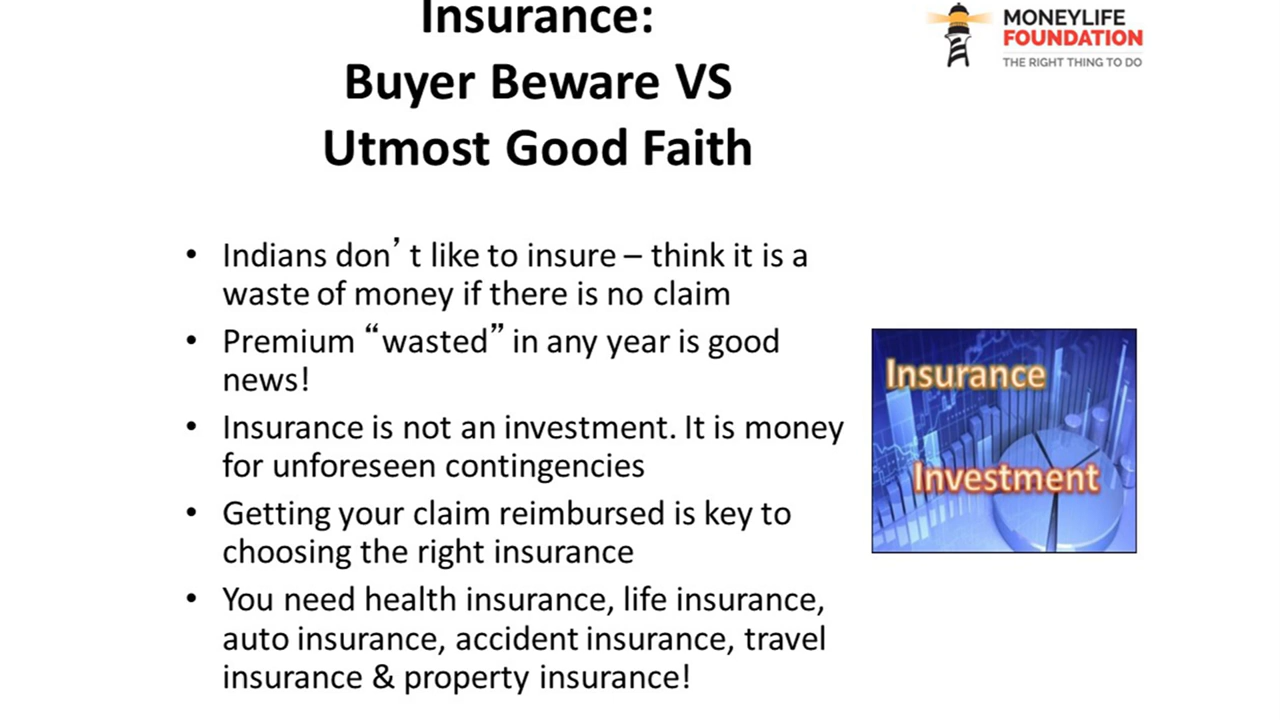 Insurance:
Buyer Beware VS
Utmost Good Faith
MONEYLIFE
FOUNDATION
THE RIGHT THING TO DO
• Indians don’t like to insure – think it is a
waste of money if there is no claim
• Premium “wasted” in any year is good
news!
• Insurance is not an investment. It is money
for unforeseen contingencies
• Getting your claim reimbursed is key to
choosing the right insurance
• You need health insurance, life insurance,
auto insurance, accident insurance, travel
insurance & property insurance!
Insurance
Investment